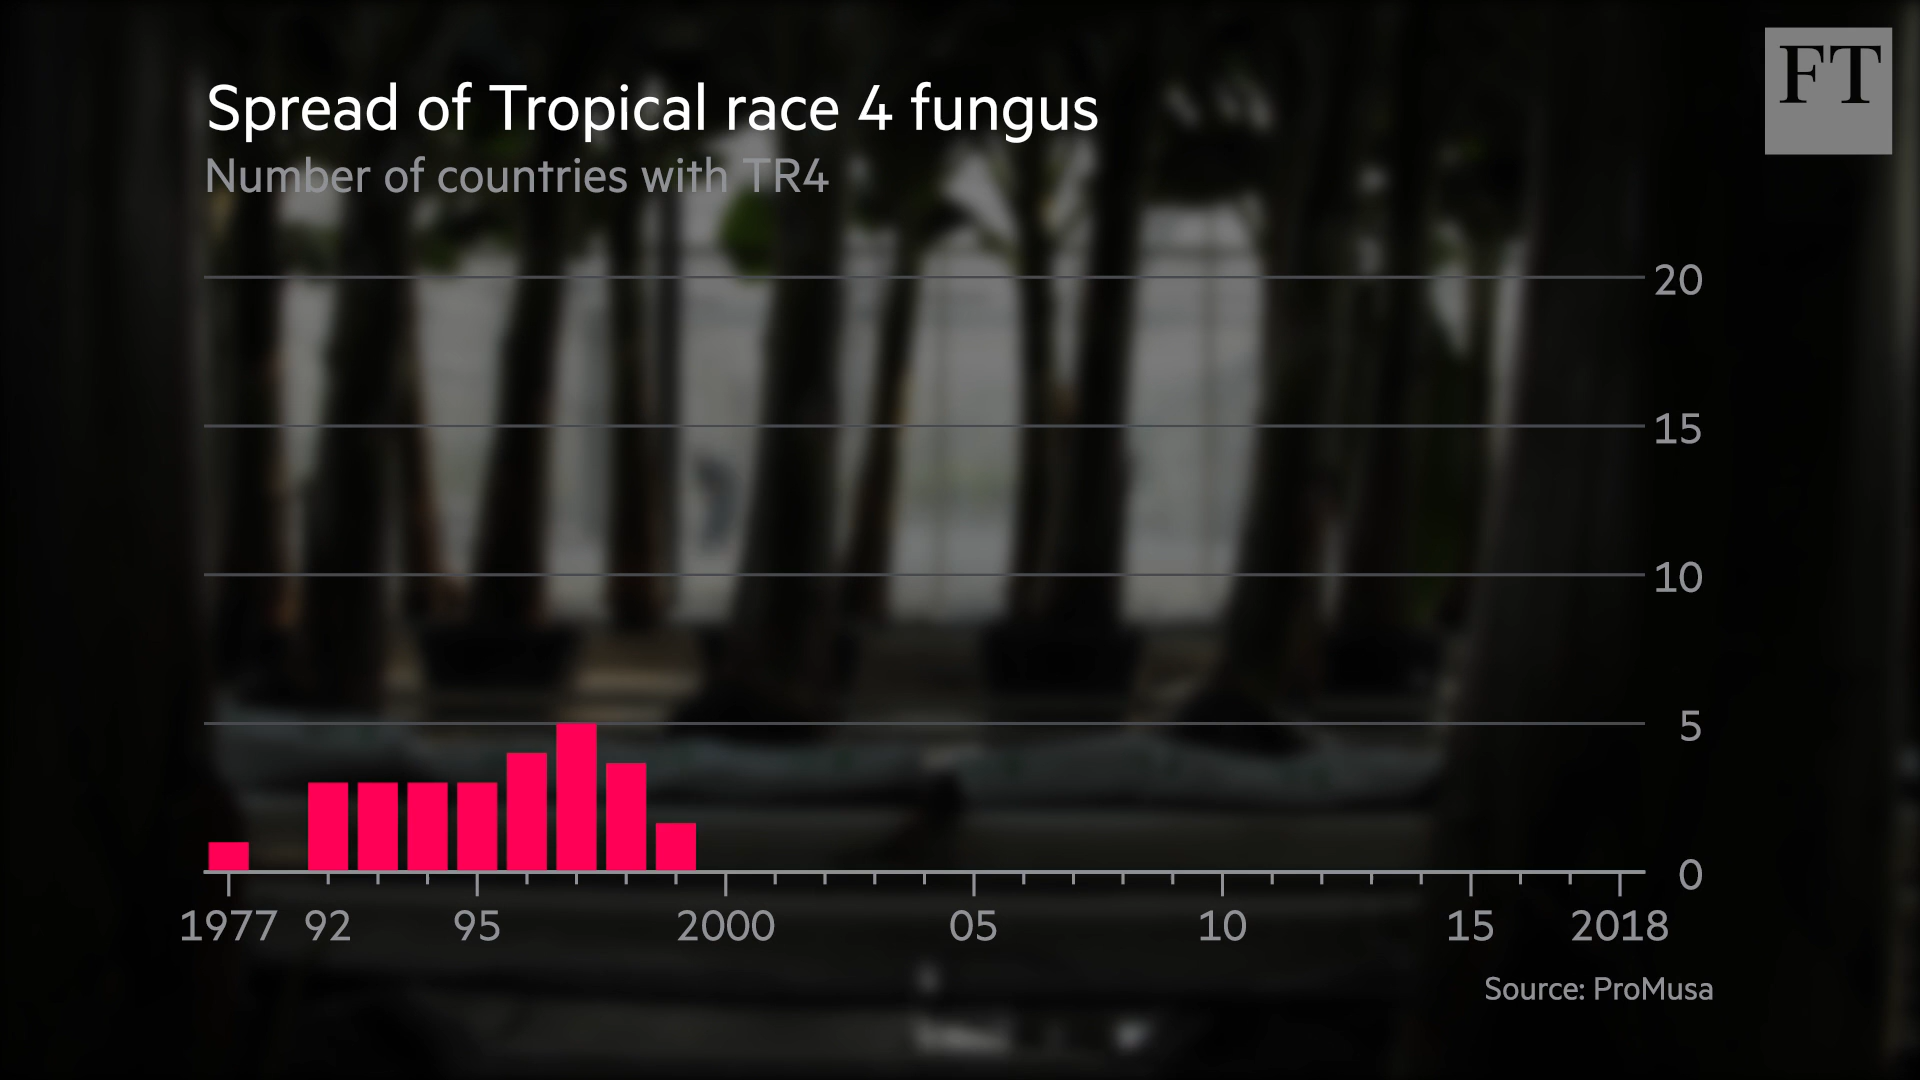 FT
Spread of Tropical race 4 fungus
Number of countries with TR4
20
15
10
5
0
1977 92 95 2000 05 10 15 2018
Source: ProMusa